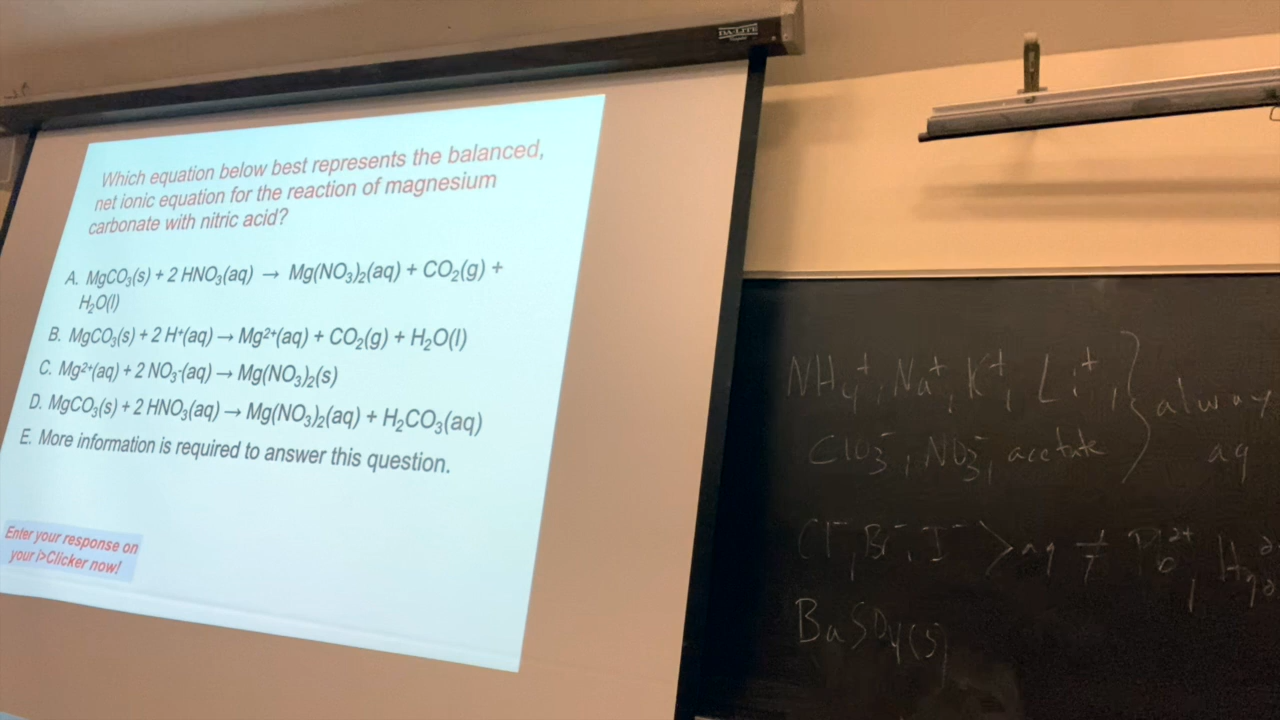 DA-LITE
Which equation below best represents the balanced,
net ionic equation for the reaction of magnesium
carbonate with nitric acid?
A. MgCO₃(s) + 2 HNO₃(aq) → Mg(NO₃)₂(aq) + CO₂(g) +
H₂O(l)
B. MgCO₃(s) + 2 H⁺(aq) → Mg²⁺(aq) + CO₂(g) + H₂O(l)
C. Mg²⁺(aq) + 2 NO₃⁻(aq) → Mg(NO₃)₂(s)
D. MgCO₃(s) + 2 HNO₃(aq) → Mg(NO₃)₂(aq) + H₂CO₃(aq)
E. More information is required to answer this question.
Enter your response on
your i>Clicker now!
NH₄⁺, Na⁺, K⁺, Li⁺, } alway
ClO₃⁻, NO₃⁻, acetate aq
Cl⁻, Br⁻, I⁻ > aq ≠ Pb²⁺,
BaSO₄(s)